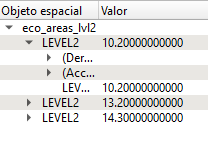 Objeto espacial Valor
eco_areas_lvl2
LEVEL2 10.20000000000
(Der...
(Acc...
LEV... 10.20000000000
LEVEL2 13.20000000000
LEVEL2 14.30000000000